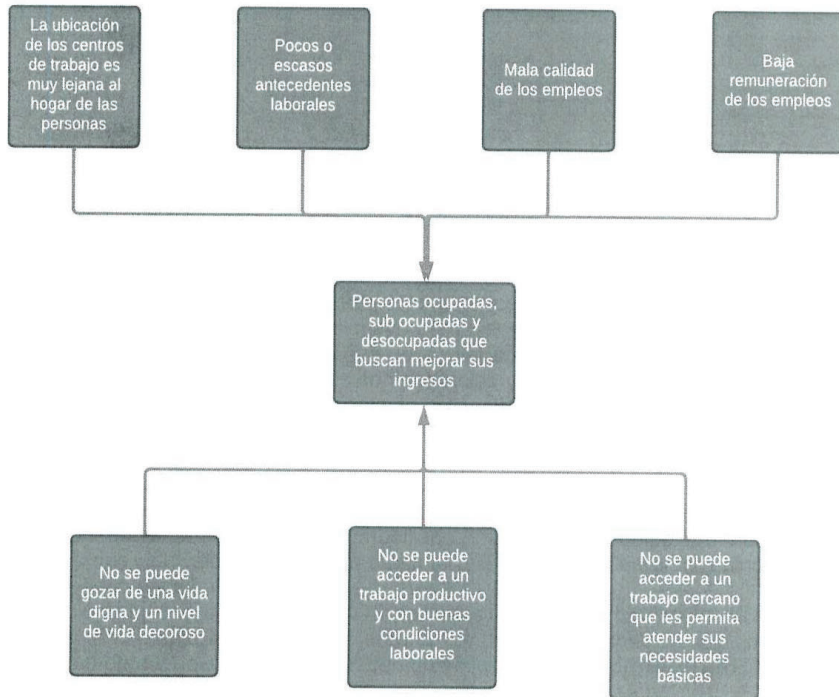 La ubicación
de los centros
de trabajo es
muy lejana al
hogar de las
personas
Pocos o
escasos
antecedentes
laborales
Mala calidad
de los empleos
Baja
remuneración
de los empleos
Personas ocupadas,
sub ocupadas y
desocupadas que
buscan mejorar sus
ingresos
No se puede
gozar de una vida
digna y un nivel
de vida decoroso
No se puede
acceder a un
trabajo productivo
y con buenas
condiciones
laborales
No se puede
acceder a un
trabajo cercano
que les permita
atender sus
necesidades
básicas